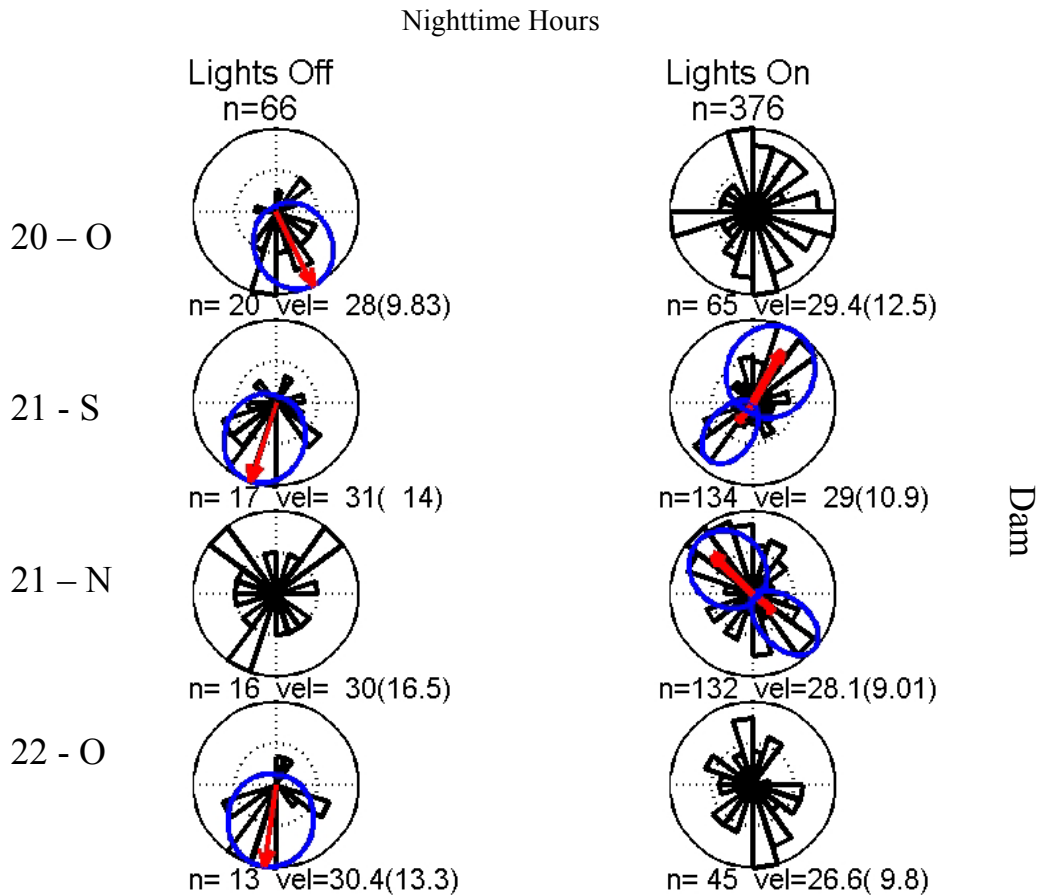 Nighttime Hours
Lights Off
n=66
Lights On
n=376
20 – O
n= 20 vel= 28(9.83)
n= 65 vel=29.4(12.5)
21 - S
n= 17 vel= 31( 14)
n=134 vel= 29(10.9)
Dam
21 – N
n= 16 vel= 30(16.5)
n=132 vel=28.1(9.01)
22 - O
n= 13 vel=30.4(13.3)
n= 45 vel=26.6( 9.8)